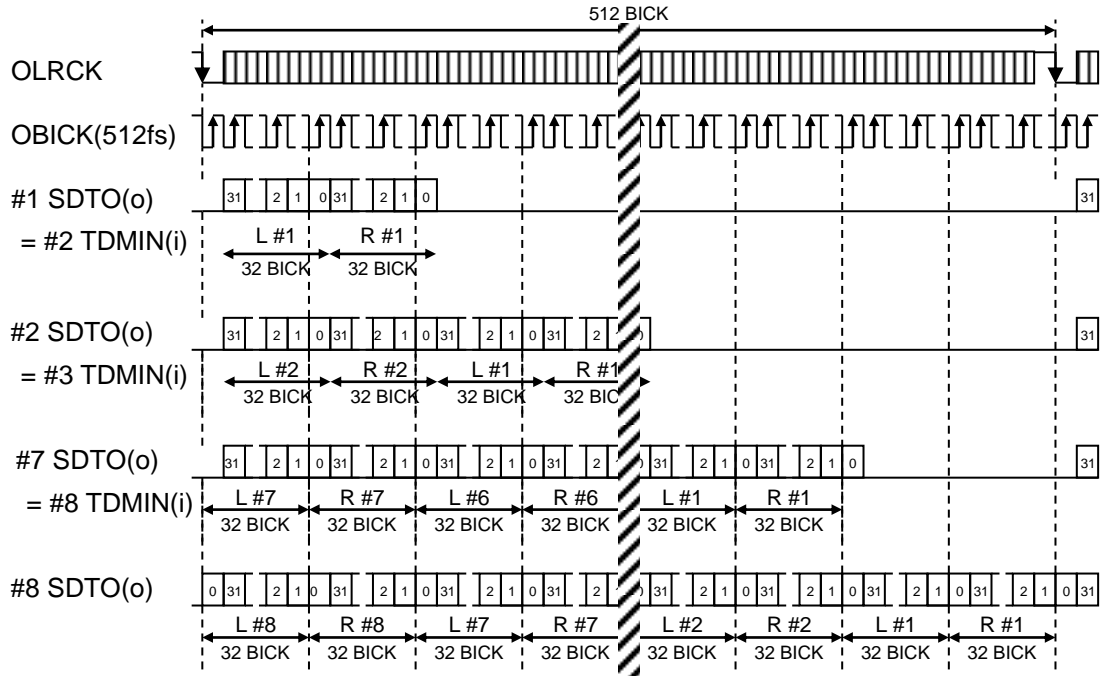 512 BICK
OLRCK
OBICK(512fs)
#1 SDTO(o) 31 2 1 0 31 2 1 0 31
= #2 TDMIN(i) L #1 R #1
32 BICK 32 BICK
#2 SDTO(o) 31 2 1 0 31 2 1 0 31 2 1 0 31 2 0 31
= #3 TDMIN(i) L #2 R #2 L #1 R #1
32 BICK 32 BICK 32 BICK 32 BICK
#7 SDTO(o) 31 2 1 0 31 2 1 0 31 2 1 0 31 2 0 31 2 1 0 31 2 1 0 31
= #8 TDMIN(i) L #7 R #7 L #6 R #6 L #1 R #1
32 BICK 32 BICK 32 BICK 32 BICK 32 BICK 32 BICK
#8 SDTO(o) 0 31 2 1 0 31 2 1 0 31 2 1 0 31 2 0 31 2 1 0 31 2 1 0 31 2 1 0 31 2 1 0 31
L #8 R #8 L #7 R #7 L #2 R #2 L #1 R #1
32 BICK 32 BICK 32 BICK 32 BICK 32 BICK 32 BICK 32 BICK 32 BICK